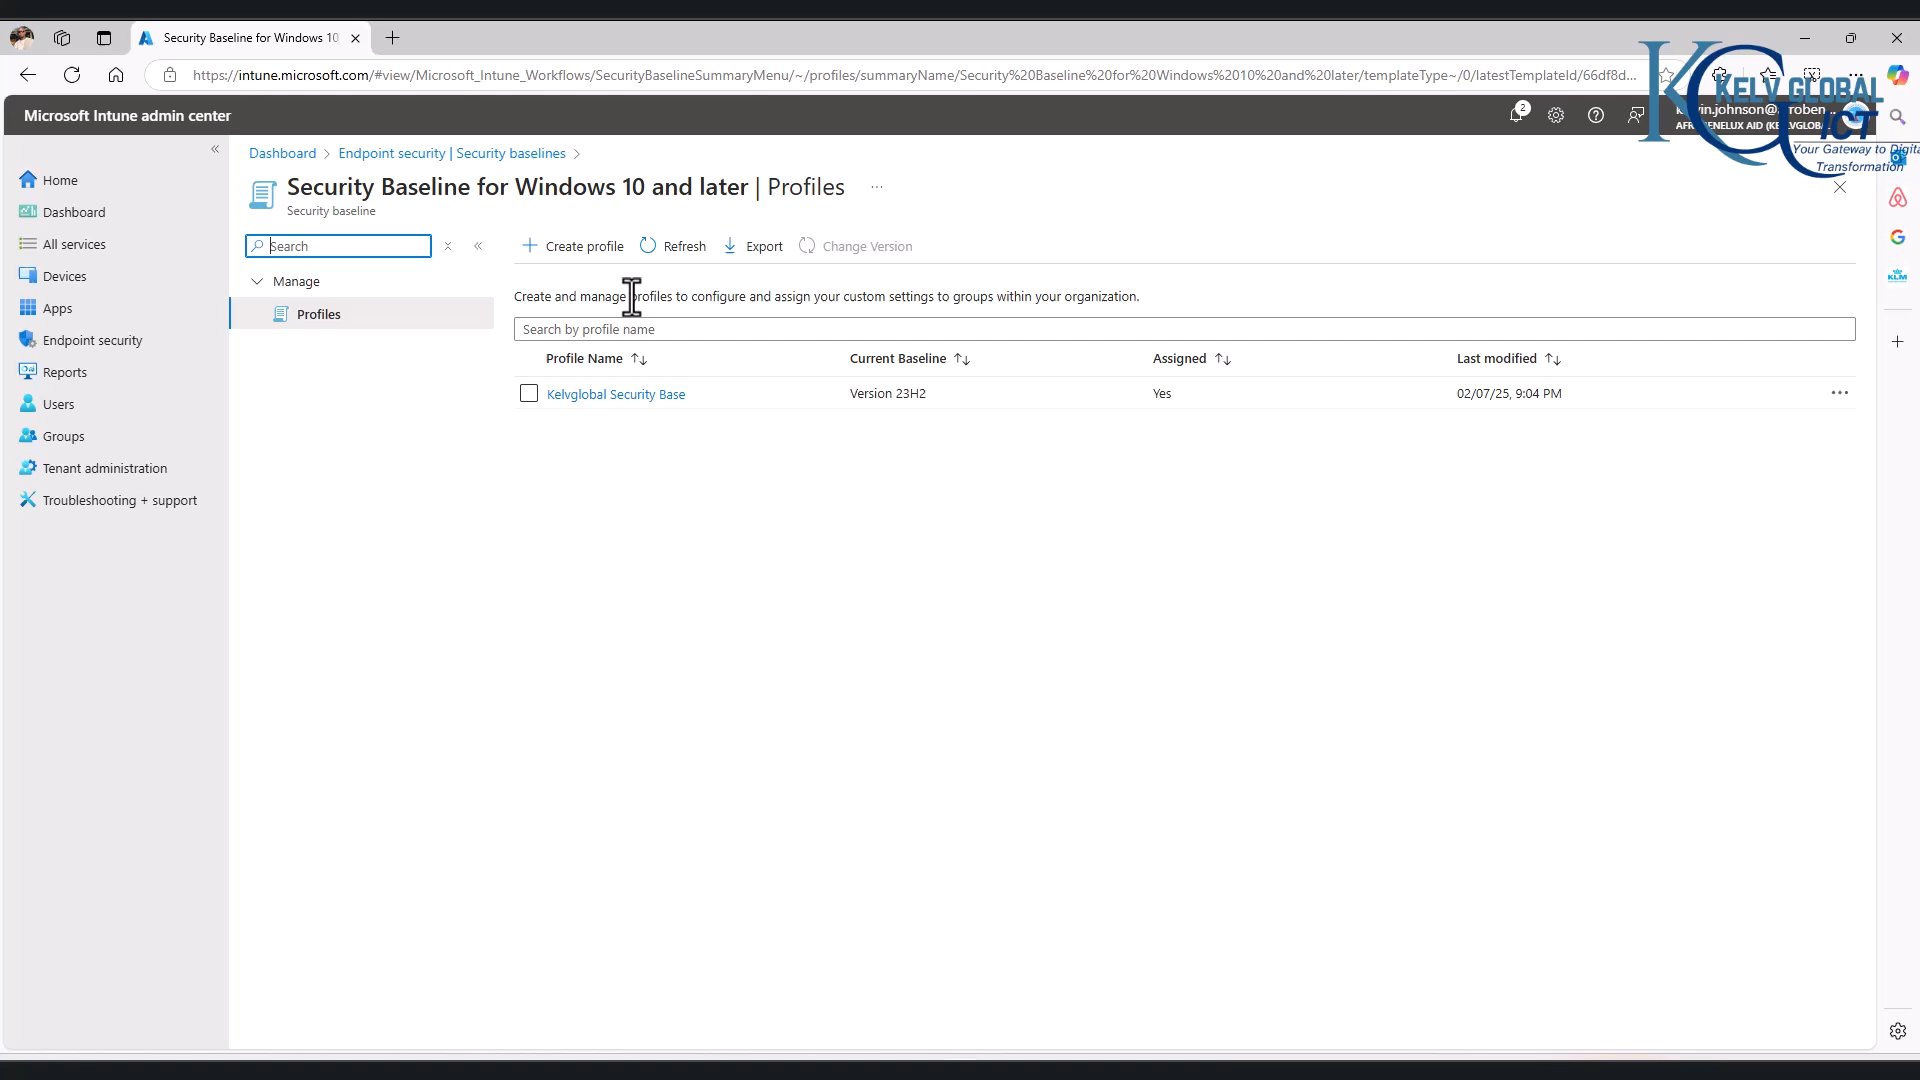 Security Baseline for Windows 10
https://intune.microsoft.com/#view/Microsoft_Intune_Workflows/SecurityBaselineSummaryMenu/~/profiles/summaryName/Security%20Baseline%20for%20Windows%2010%20and%20later/templateType~/0/latestTemplateId/66df8d...
KELV GLOBAL
ICT
Your Gateway to Digita
Transformation
Microsoft Intune admin center
2
AFR
Home
Dashboard
All services
Devices
Apps
Endpoint security
Reports
Users
Groups
Tenant administration
Troubleshooting + support
Dashboard > Endpoint security | Security baselines >
Security Baseline for Windows 10 and later | Profiles ...
Security baseline
Search
Manage
Profiles
Create profile Refresh Export Change Version
Create and manage profiles to configure and assign your custom settings to groups within your organization.
Search by profile name
Profile Name Current Baseline Assigned Last modified
Kelvglobal Security Base Version 23H2 Yes 02/07/25, 9:04 PM
KLM